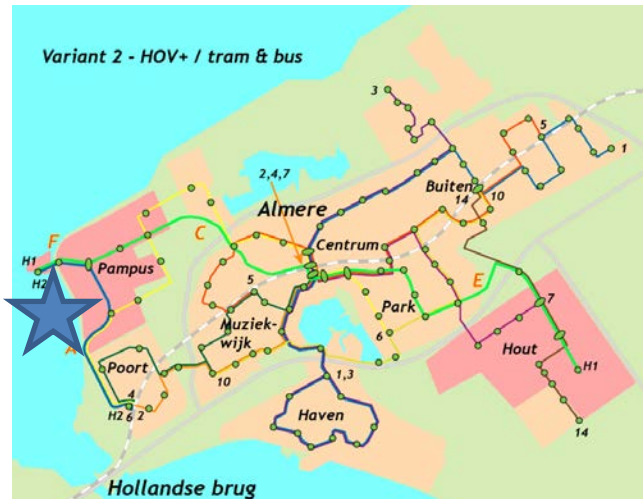 Variant 2 - HOV+ / tram & bus
3
5
1
2,4,7
Buiten
14
10
Almere
F
C
Centrum
H1
H2
Pampus
E
5
Park
7
A
Muziek-
wijk
6
Hout
Poort
10
1,3
H1
4
H2
6
2
Haven
14
Hollandse brug